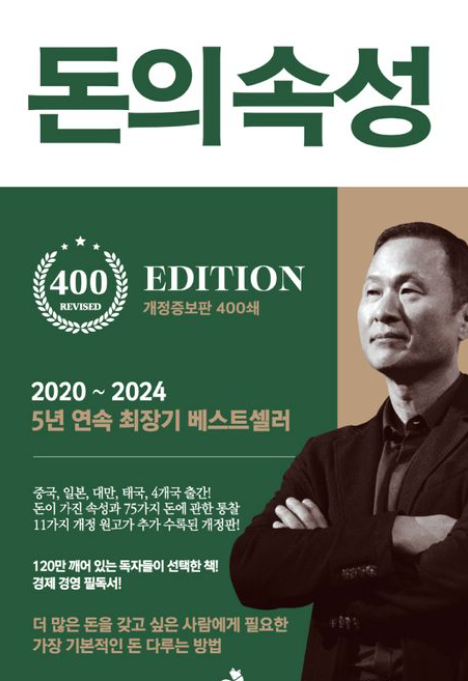 돈의 속성
400
REVISED
EDITION
개정증보판 400쇄
2020 ~ 2024
5년 연속 최장기 베스트셀러
중국, 일본, 대만, 태국, 4개국 출간!
돈이 가진 속성과 75가지 돈에 관한 통찰
11가지 개정 원고가 추가 수록된 개정판!
120만 깨어 있는 독자들이 선택한 책!
경제 경영 필독서!
더 많은 돈을 갖고 싶은 사람에게 필요한
가장 기본적인 돈 다루는 방법